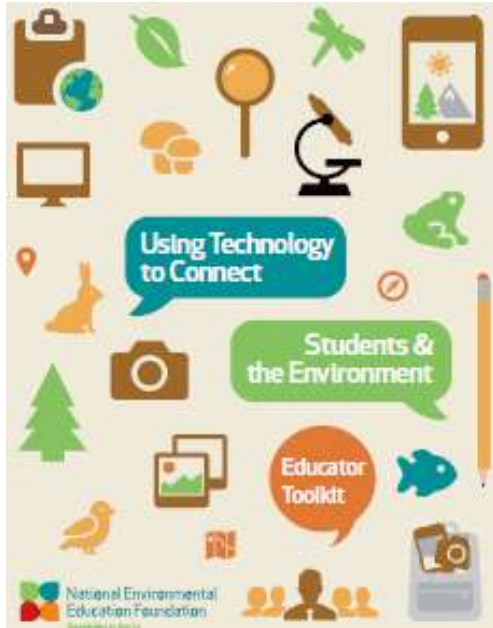 Using Technology
to Connect
Students &
the Environment
Educator
Toolkit
National Environmental
Education Foundation